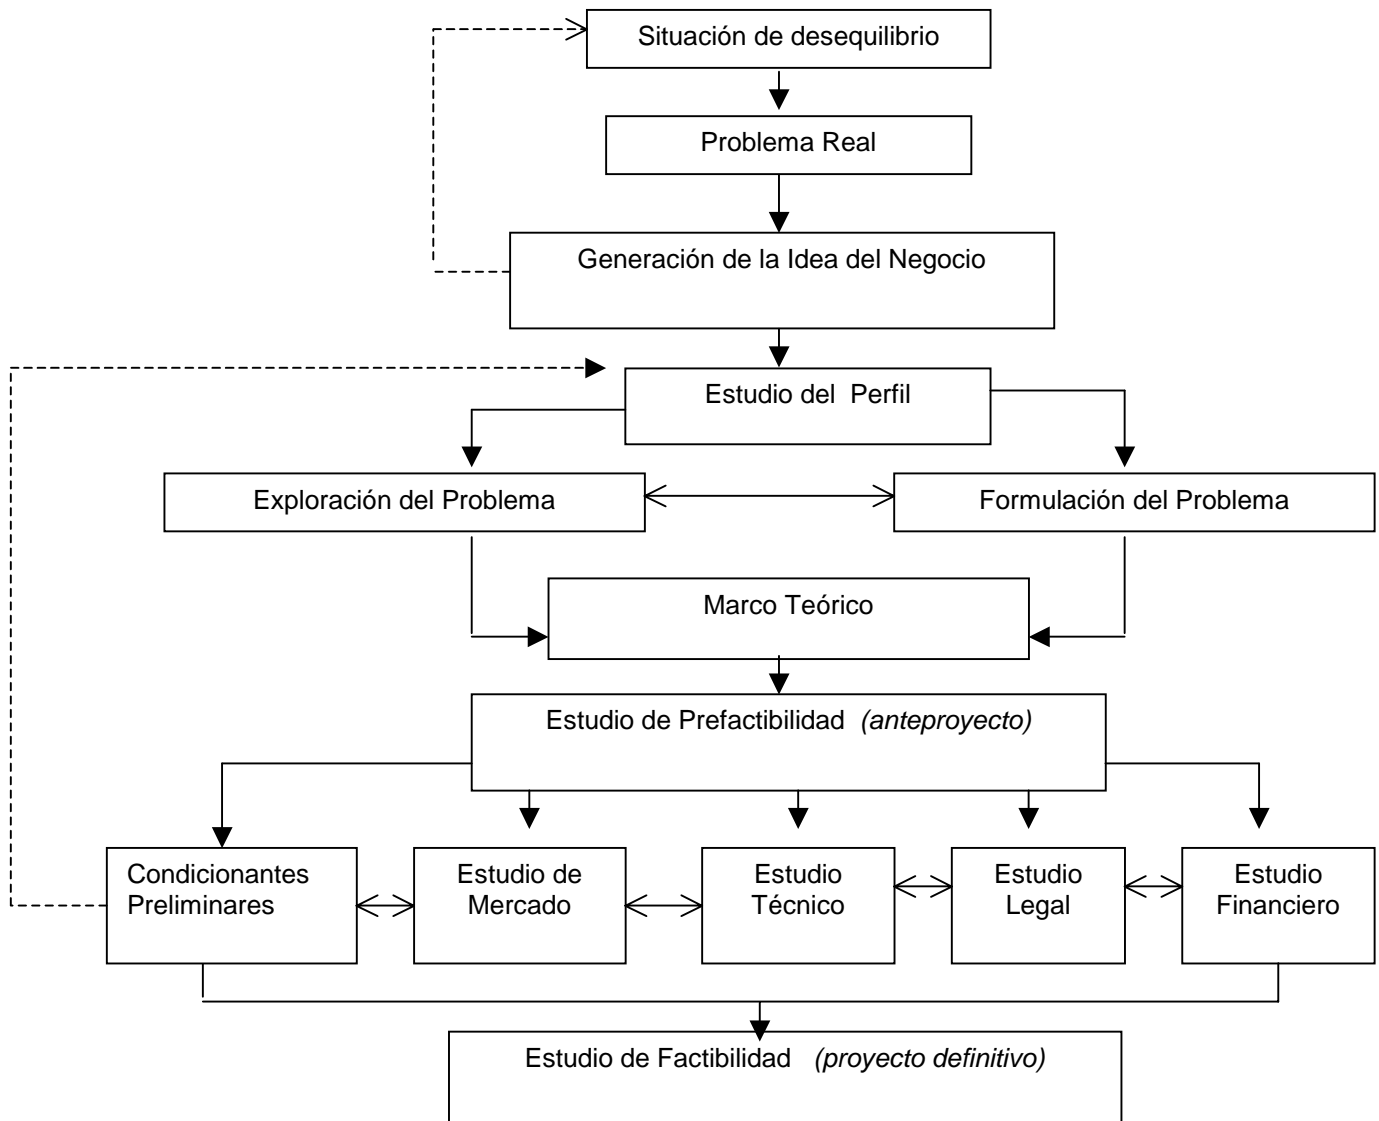 Situación de desequilibrio
Problema Real
Generación de la Idea del Negocio
Estudio del Perfil
Exploración del Problema
Formulación del Problema
Marco Teórico
Estudio de Prefactibilidad (anteproyecto)
Condicionantes
Preliminares
Estudio de
Mercado
Estudio
Técnico
Estudio
Legal
Estudio
Financiero
Estudio de Factibilidad (proyecto definitivo)